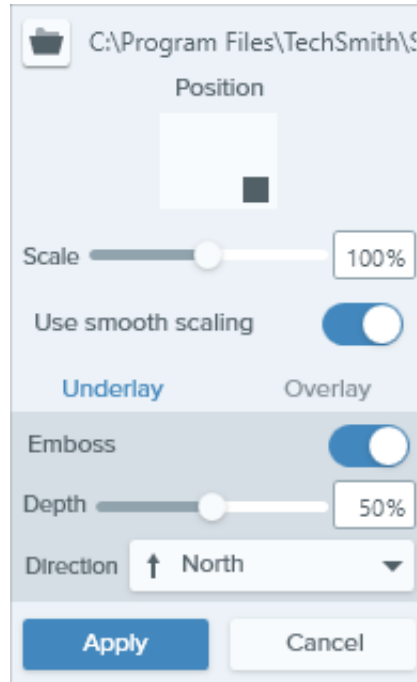 C:\Program Files\TechSmith\S
Position
Scale 100%
Use smooth scaling
Underlay Overlay
Emboss
Depth 50%
Direction North
Apply Cancel